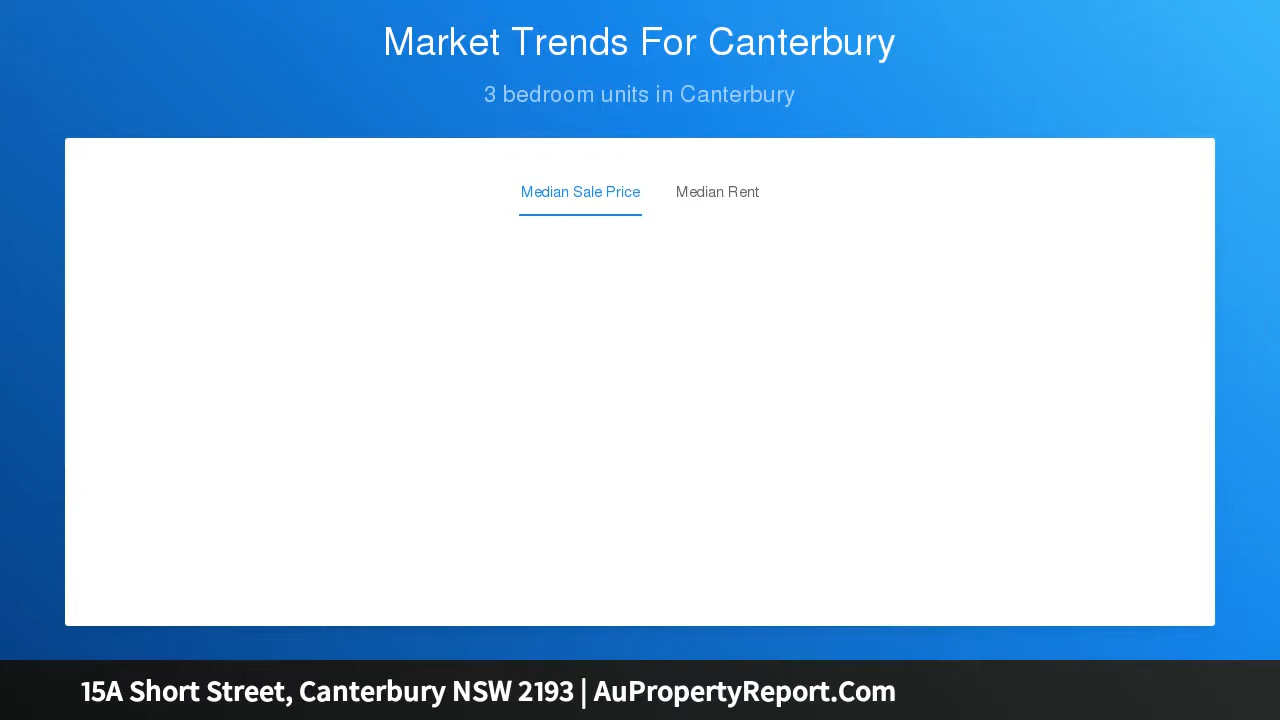 Market Trends For Canterbury
3 bedroom units in Canterbury
Median Sale Price Median Rent
15A Short Street, Canterbury NSW 2193 | AuPropertyReport.Com